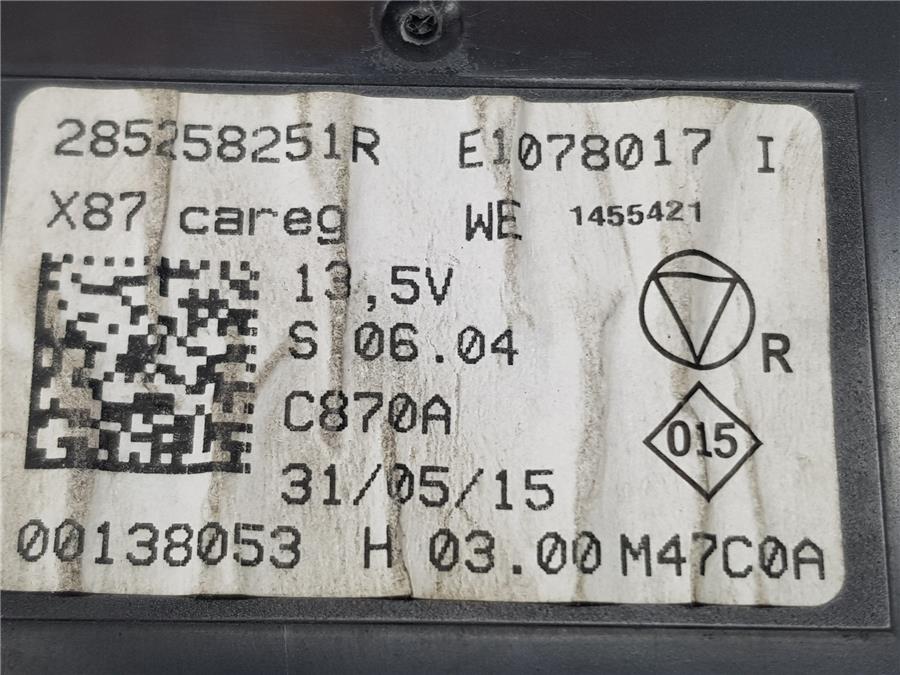 285258251R E1078017 I
X87 careg WE 1455421
13,5V
S 06.04
R
C870A
015
31/05/15
00138053 H 03.00 M47C0A